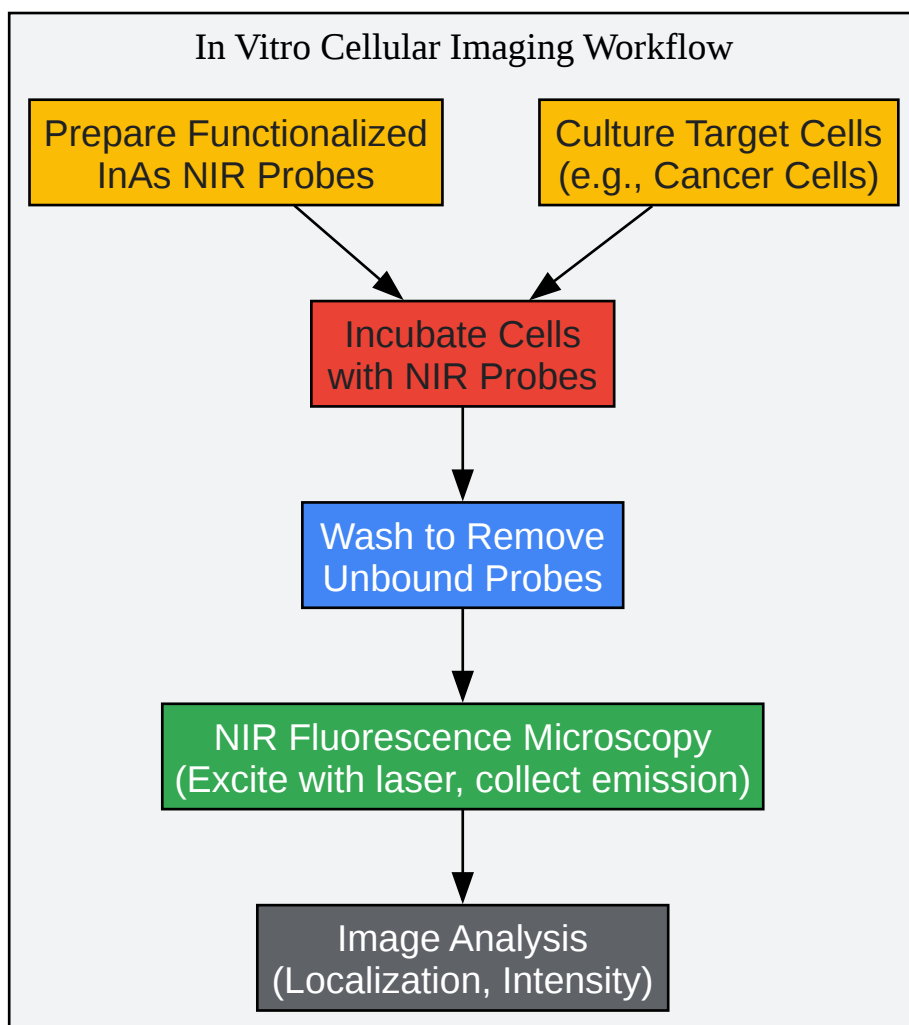 In Vitro Cellular Imaging Workflow
Prepare Functionalized
InAs NIR Probes
Culture Target Cells
(e.g., Cancer Cells)
Incubate Cells
with NIR Probes
Wash to Remove
Unbound Probes
NIR Fluorescence Microscopy
(Excite with laser, collect emission)
Image Analysis
(Localization, Intensity)